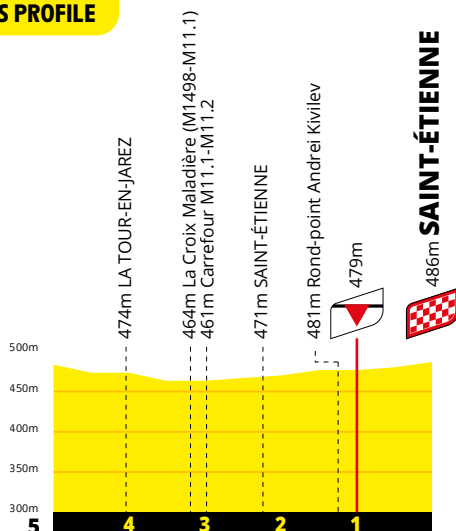 S PROFILE
474m LA TOUR-EN-JAREZ
464m La Croix Maladière (M1498-M11.1)
461m Carrefour M11.1-M11.2
471m SAINT-ÉTIENNE
481m Rond-point Andrei Kivilev
479m
486m SAINT-ÉTIENNE
500m
450m
400m
350m
300m
5 4 3 2 1